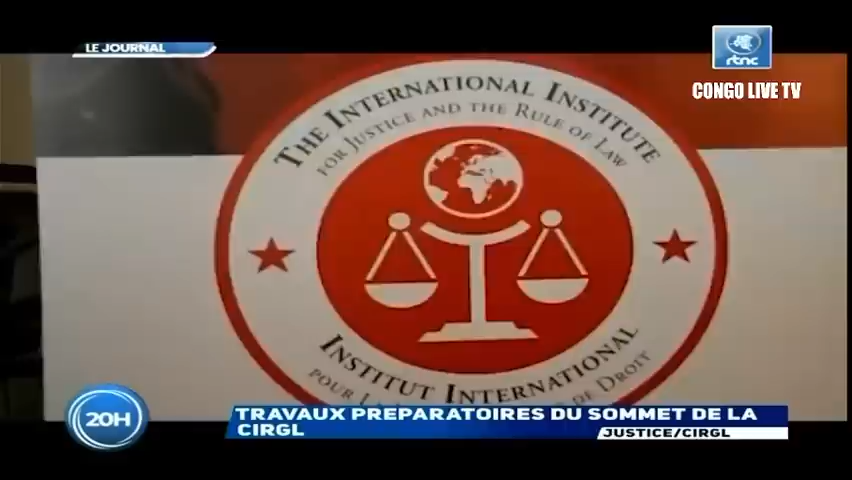 LE JOURNAL
rtnc
CONGO LIVE TV
THE INTERNATIONAL INSTITUTE
FOR JUSTICE AND THE RULE OF LAW
INSTITUT INTERNATIONAL
POUR L
DE DROIT
20H
TRAVAUX PREPARATOIRES DU SOMMET DE LA
CIRGL
JUSTICE/CIRGL